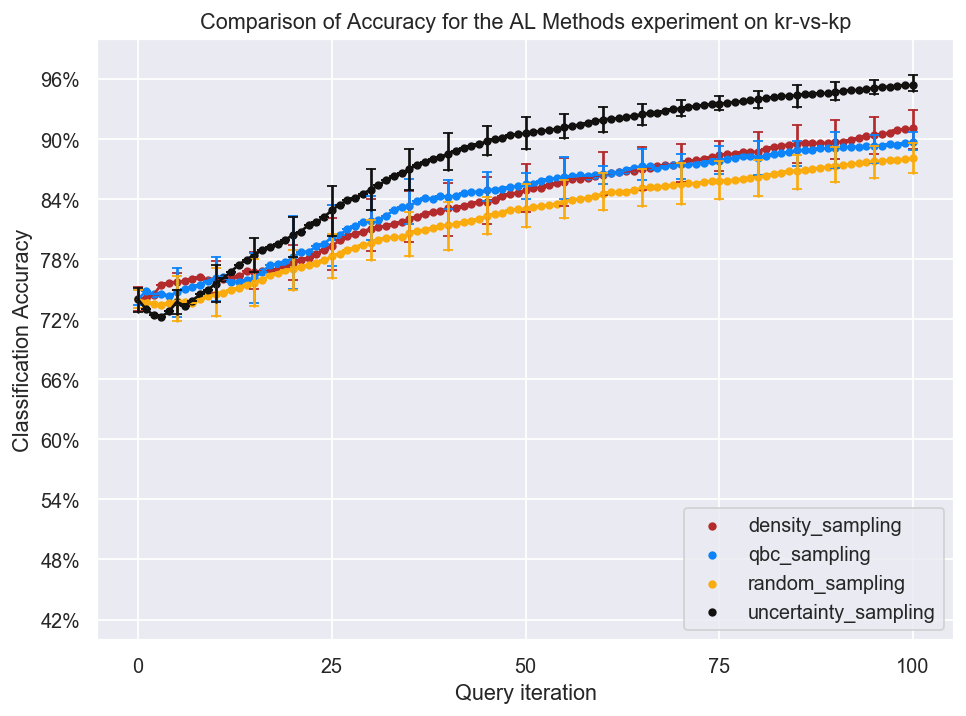 Comparison of Accuracy for the AL Methods experiment on kr-vs-kp
Classification Accuracy
96%
90%
84%
78%
72%
66%
60%
54%
48%
42%
density_sampling
qbc_sampling
random_sampling
uncertainty_sampling
0 25 50 75 100
Query iteration